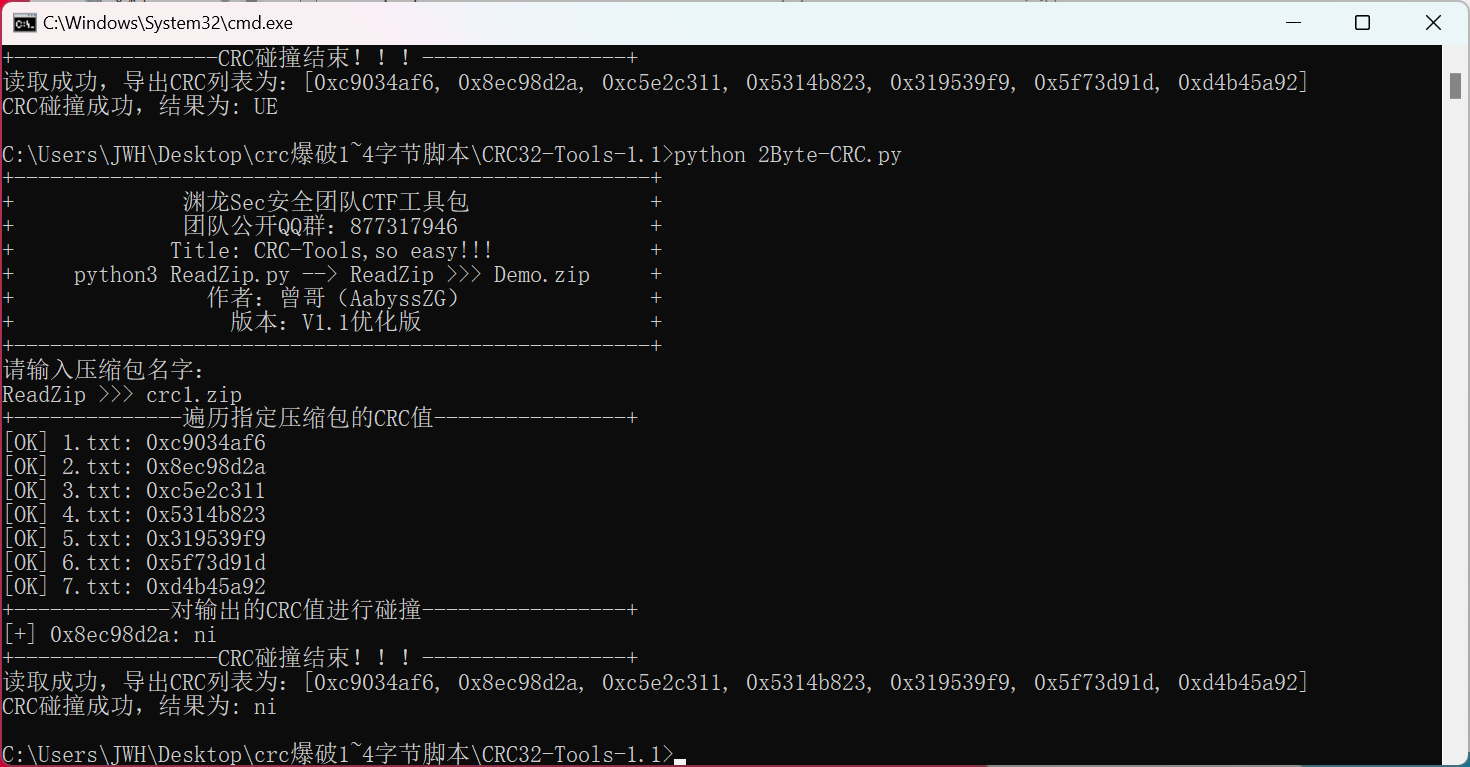 C:\Windows\System32\cmd.exe
+-----------------CRC碰撞结束！！！-----------------+
读取成功，导出CRC列表为：[0xc9034af6, 0x8ec98d2a, 0xc5e2c311, 0x5314b823, 0x319539f9, 0x5f73d91d, 0xd4b45a92]
CRC碰撞成功，结果为: UE
C:\Users\JWH\Desktop\crc爆破1~4字节脚本\CRC32-Tools-1.1>python 2Byte-CRC.py
+-----------------------------------------------------+
+ 渊龙Sec安全团队CTF工具包 +
+ 团队公开QQ群：877317946 +
+ Title: CRC-Tools,so easy!!! +
+ python3 ReadZip.py --> ReadZip >>> Demo.zip +
+ 作者：曾哥（AabyssZG） +
+ 版本：V1.1优化版 +
+-----------------------------------------------------+
请输入压缩包名字：
ReadZip >>> crc1.zip
+--------------遍历指定压缩包的CRC值----------------+
[OK] 1.txt: 0xc9034af6
[OK] 2.txt: 0x8ec98d2a
[OK] 3.txt: 0xc5e2c311
[OK] 4.txt: 0x5314b823
[OK] 5.txt: 0x319539f9
[OK] 6.txt: 0x5f73d91d
[OK] 7.txt: 0xd4b45a92
+-------------对输出的CRC值进行碰撞-----------------+
[+] 0x8ec98d2a: ni
+-----------------CRC碰撞结束！！！-----------------+
读取成功，导出CRC列表为：[0xc9034af6, 0x8ec98d2a, 0xc5e2c311, 0x5314b823, 0x319539f9, 0x5f73d91d, 0xd4b45a92]
CRC碰撞成功，结果为: ni
C:\Users\JWH\Desktop\crc爆破1~4字节脚本\CRC32-Tools-1.1>